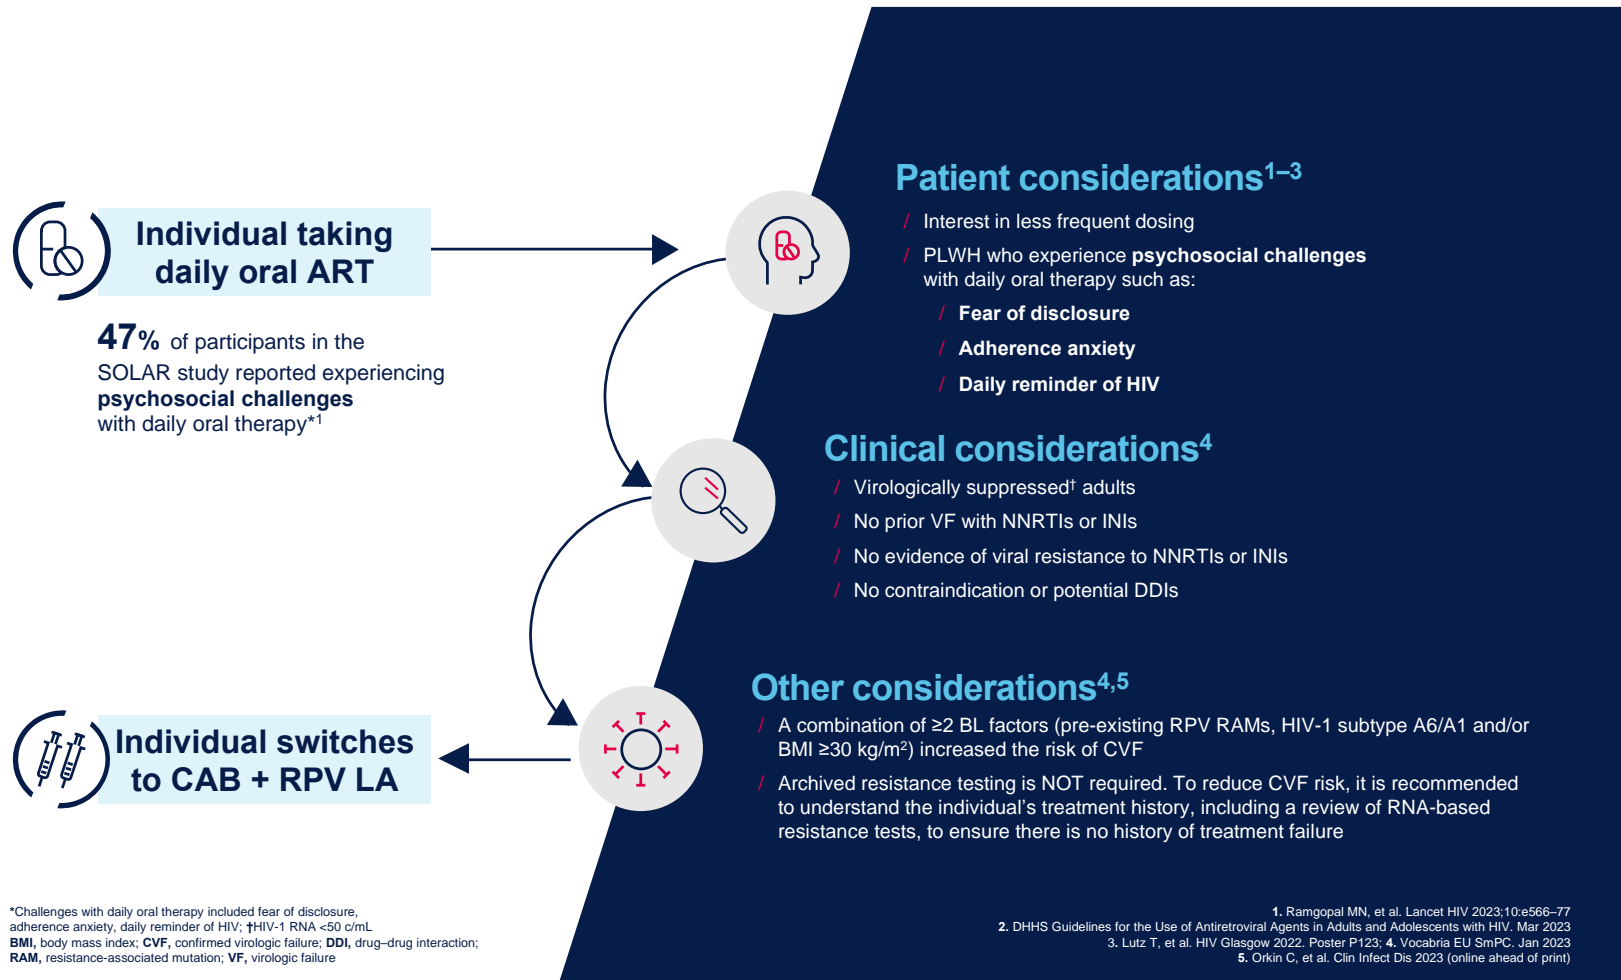 Individual taking
daily oral ART
47% of participants in the
SOLAR study reported experiencing
psychosocial challenges
with daily oral therapy*1
Patient considerations1–3
/ Interest in less frequent dosing
/ PLWH who experience psychosocial challenges
with daily oral therapy such as:
/ Fear of disclosure
/ Adherence anxiety
/ Daily reminder of HIV
Clinical considerations4
/ Virologically suppressed† adults
/ No prior VF with NNRTIs or INIs
/ No evidence of viral resistance to NNRTIs or INIs
/ No contraindication or potential DDIs
Other considerations4,5
/ A combination of ≥2 BL factors (pre-existing RPV RAMs, HIV-1 subtype A6/A1 and/or
BMI ≥30 kg/m2) increased the risk of CVF
/ Archived resistance testing is NOT required. To reduce CVF risk, it is recommended
to understand the individual's treatment history, including a review of RNA-based
resistance tests, to ensure there is no history of treatment failure
Individual switches
to CAB + RPV LA
*Challenges with daily oral therapy included fear of disclosure,
adherence anxiety, daily reminder of HIV; †HIV-1 RNA <50 c/mL
BMI, body mass index; CVF, confirmed virologic failure; DDI, drug–drug interaction;
RAM, resistance-associated mutation; VF, virologic failure
1. Ramgopal MN, et al. Lancet HIV 2023;10:e566–77
2. DHHS Guidelines for the Use of Antiretroviral Agents in Adults and Adolescents with HIV. Mar 2023
3. Lutz T, et al. HIV Glasgow 2022. Poster P123; 4. Vocabria EU SmPC. Jan 2023
5. Orkin C, et al. Clin Infect Dis 2023 (online ahead of print)